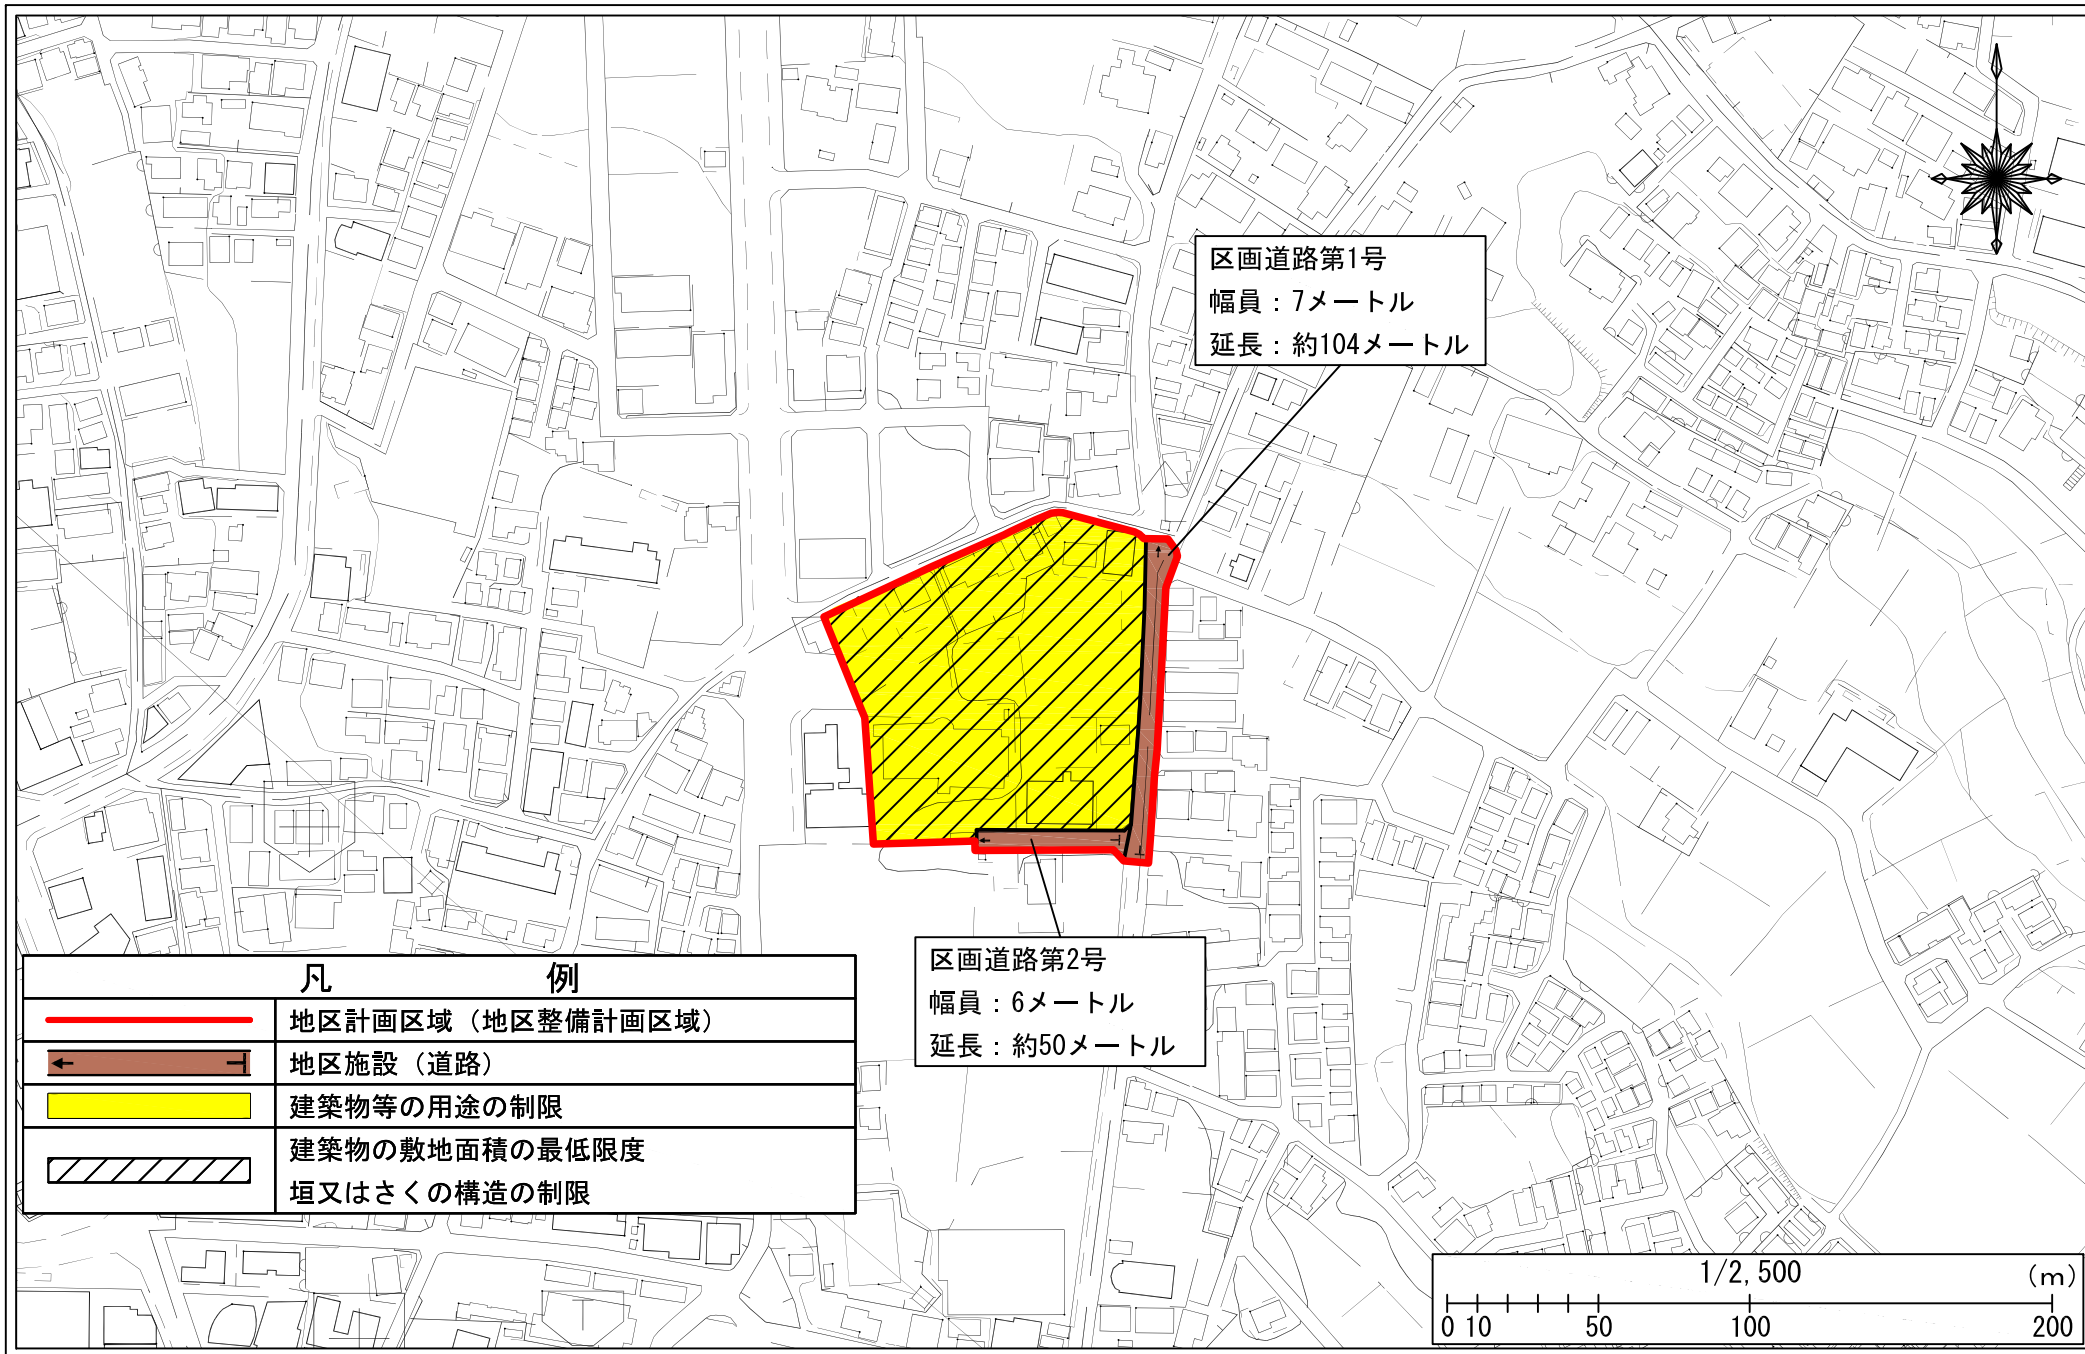 区画道路第1号
幅員：7メートル
延長：約104メートル
区画道路第2号
幅員：6メートル
延長：約50メートル
凡 例
地区計画区域（地区整備計画区域）
地区施設（道路）
建築物等の用途の制限
建築物の敷地面積の最低限度
垣又はさくの構造の制限
1/2,500 (m)
0 10 50 100 200